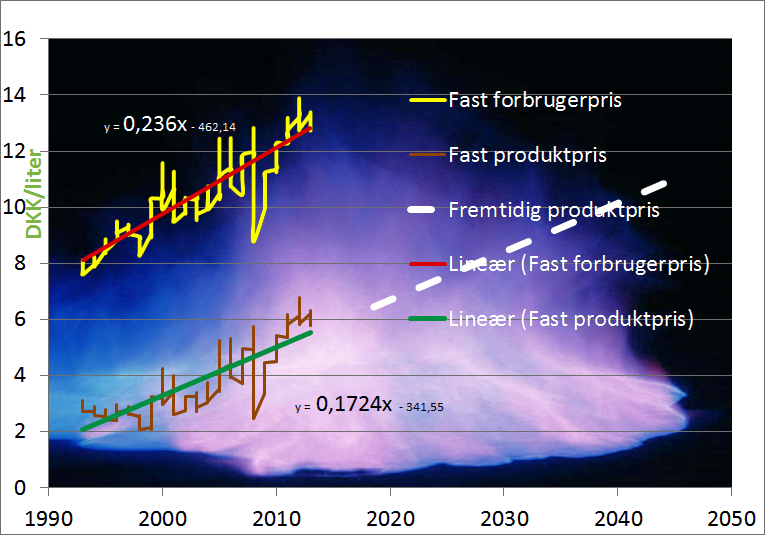 16
14
12
10
8
6
4
2
0
DKK/liter
1990
2000
2010
2020
2030
2040
2050
y = 0,236x - 462,14
y = 0,1724x - 341,55
Fast forbrugerpris
Fast produktpris
Fremtidig produktpris
Lineær (Fast forbrugerpris)
Lineær (Fast produktpris)